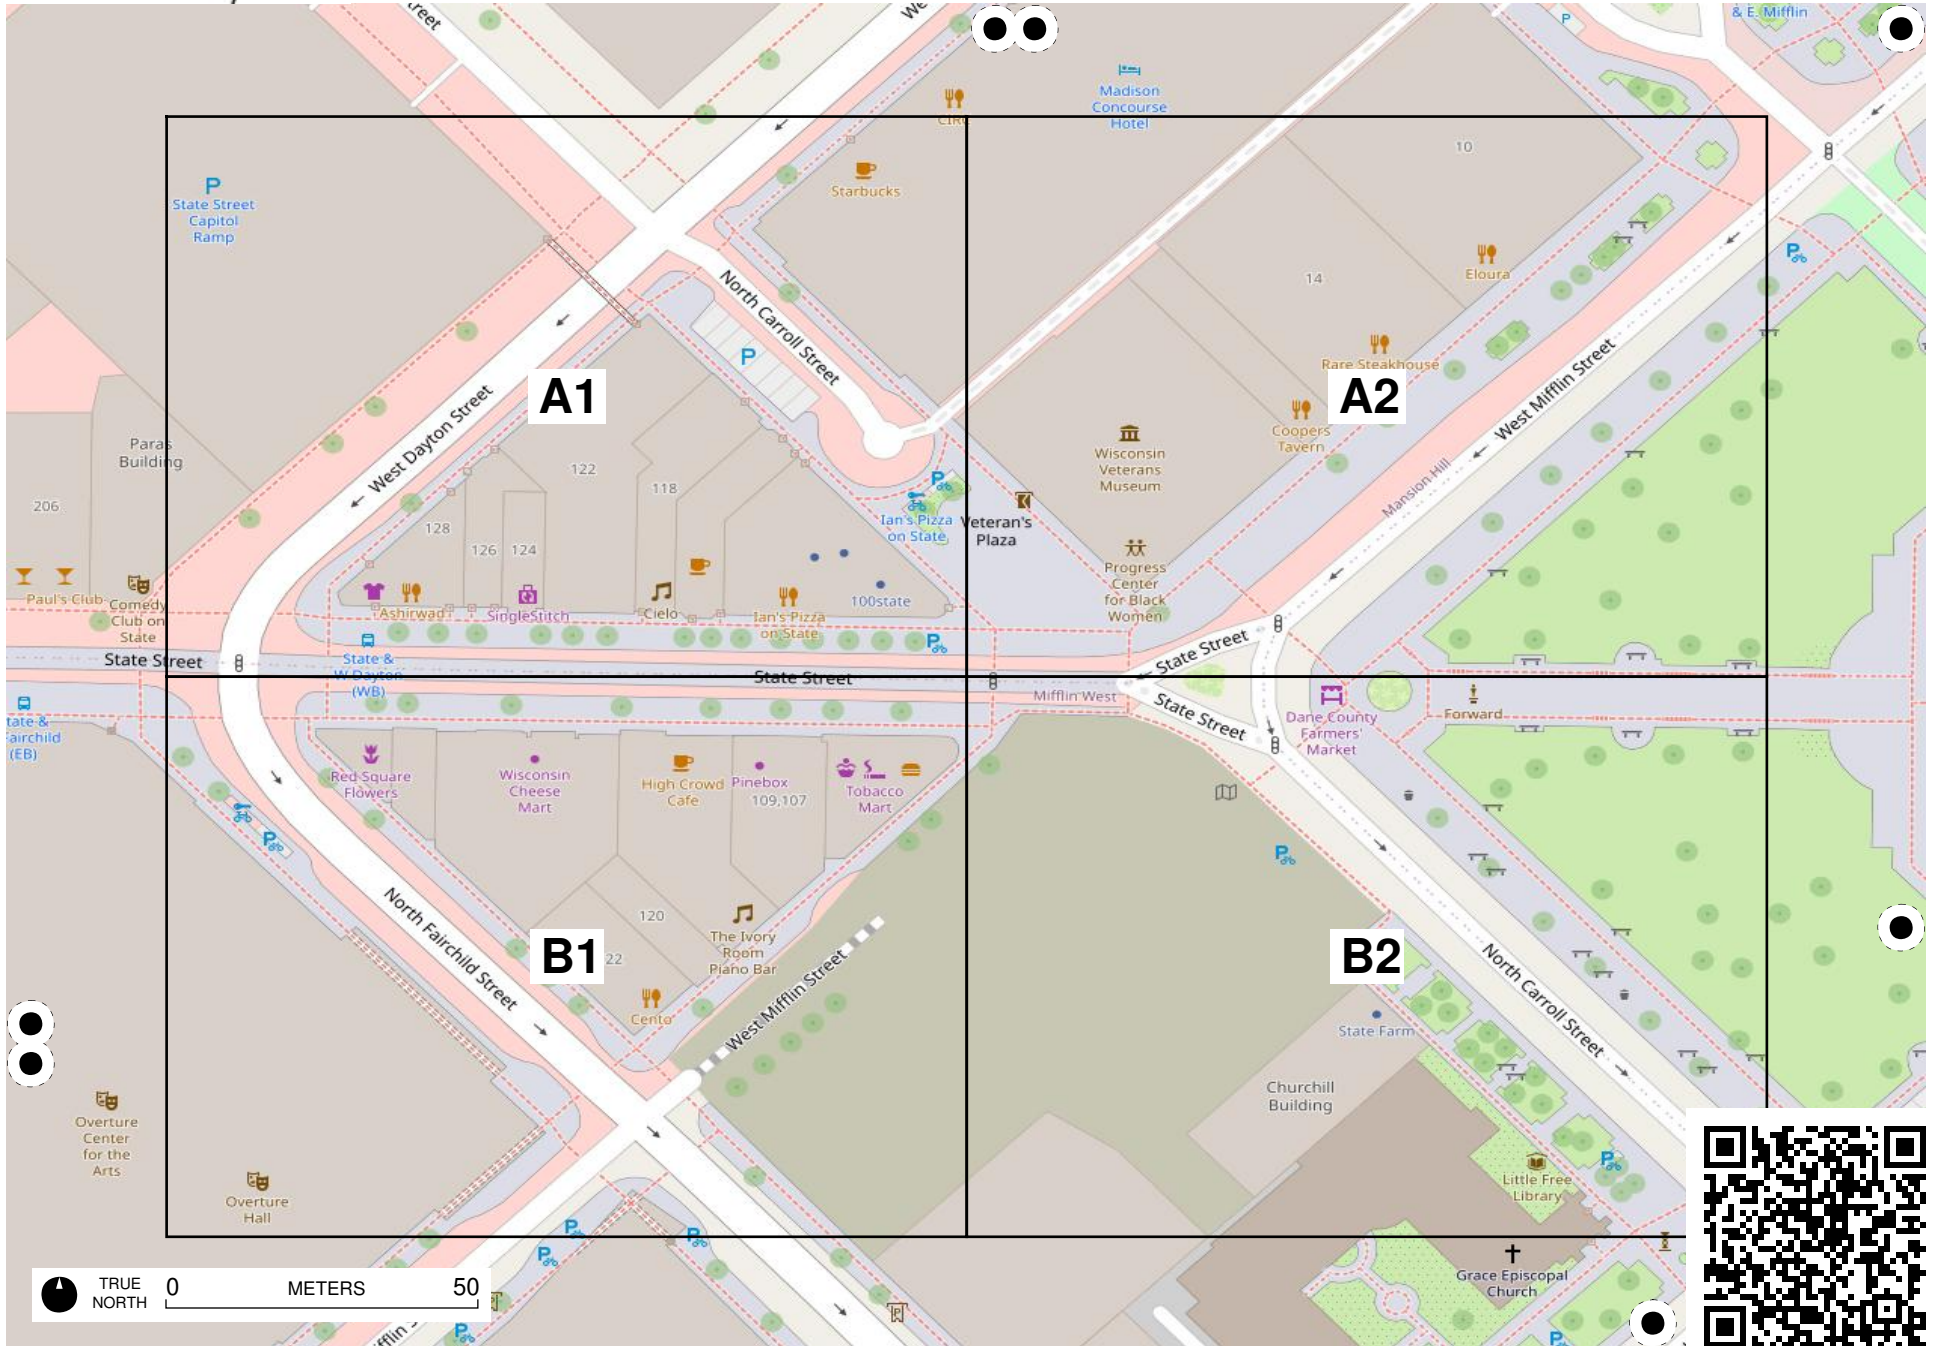 & E. Mifflin
P
Madison
Concourse
Hotel
CIRC
10
Starbucks
P
State Street
Capitol
Ramp
P
Eloura
14
North Carroll Street
Rare Steakhouse
P
A1
A2
West Mifflin Street
West Dayton Street
Coopers
Tavern
Paras
Building
122
118
Wisconsin
Veterans
Museum
Mansion Hill
P
206
128
126
124
Ian's Pizza
on State
Veteran's
Plaza
Progress
Center
for Black
Women
Paul's Club
Comedy
Club on
State
Ashirwad
SingleStitch
Cielo
Ian's Pizza
on State
100state
P
State Street
State &
W Dayton
(WB)
State Street
State Street
Mifflin West
State Street
Forward
Dane County
Farmers'
Market
tate &
Fairchild
(EB)
Red Square
Flowers
Wisconsin
Cheese
Mart
High Crowd
Cafe
Pinebox
109,107
Tobacco
Mart
P
P
North Fairchild Street
120
The Ivory
Room
Piano Bar
B1
22
B2
West Mifflin Street
North Carroll Street
Cento
State Farm
Churchill
Building
Overture
Center
for the
Arts
Overture
Hall
Little Free
Library
P
P
P
P
Grace Episcopal
Church
TRUE
NORTH
0
METERS
50
P
P
P